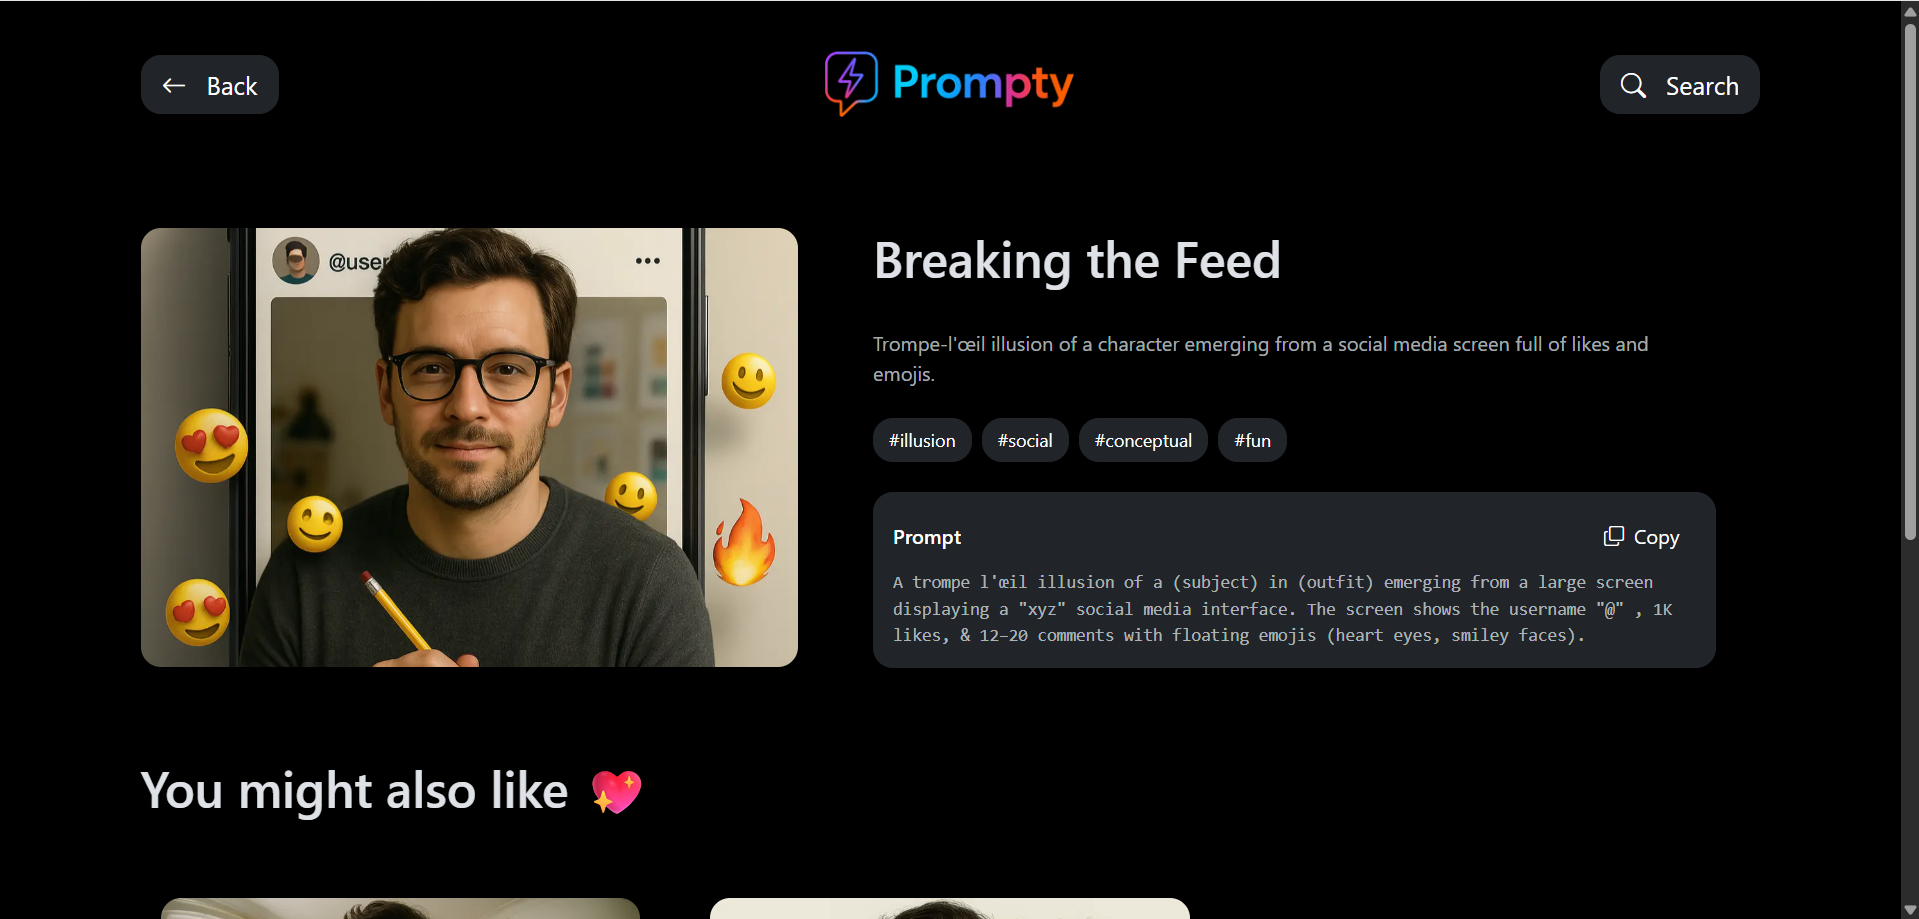 Back
Prompty
Search
@user
Breaking the Feed
Trompe-l'œil illusion of a character emerging from a social media screen full of likes and
emojis.
#illusion
#social
#conceptual
#fun
Prompt
Copy
A trompe l'œil illusion of a (subject) in (outfit) emerging from a large screen
displaying a "xyz" social media interface. The screen shows the username "@" , 1K
likes, & 12–20 comments with floating emojis (heart eyes, smiley faces).
You might also like 💖